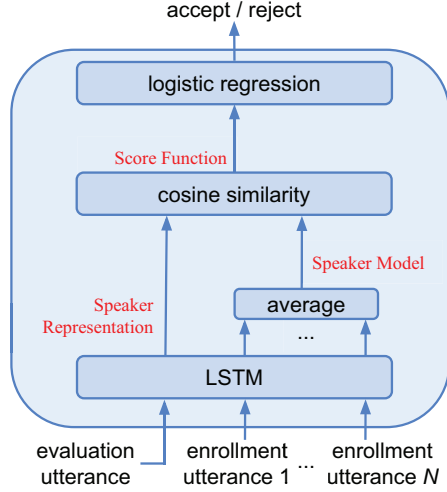 accept / reject
logistic regression
Score Function
cosine similarity
Speaker Model
Speaker
Representation
average
...
LSTM
evaluation
utterance
enrollment
utterance 1
...
enrollment
utterance N